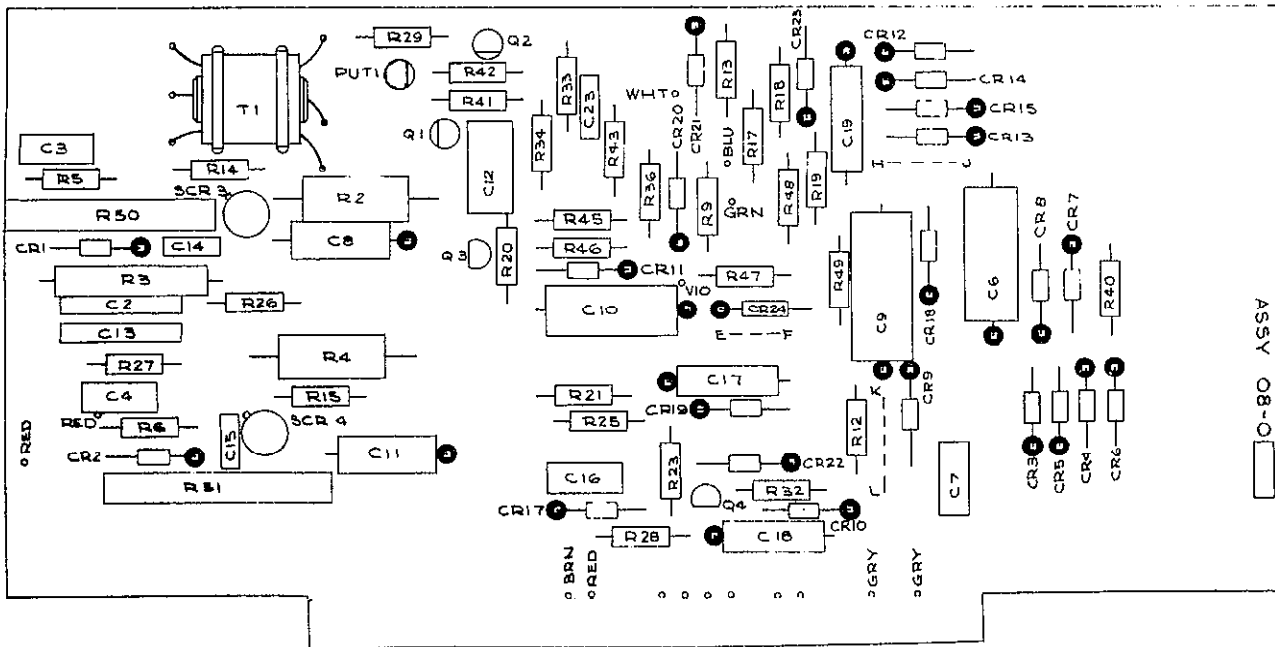 R29
Q2
CR23
CR12
PUT1
R42
R33
R13
CR14
T1
R41
C23
WHT
CR21
R18
CR15
Q1
R34
R43
CR20
BLU
R17
C19
CR13
C3
R14
C12
R36
R9
GRN
R48
R19
H
J
R5
SCR 3
R2
R45
R50
C8
CR1
C14
Q3
R20
R46
CR11
R47
R49
CR18
C6
CR8
CR7
R40
R3
VIO
C2
R26
C10
CR24
C9
E
F
C13
R4
R27
C17
K
CR9
ASSY 08-0
C4
R15
R21
CR19
RED
R6
SCR 4
R25
R12
RED
C15
CR3
CR5
CR4
CR6
CR2
C11
R23
CR22
R51
C16
R32
L
C7
CR17
Q4
CR10
R28
C18
BRN
RED
GRY
GRY